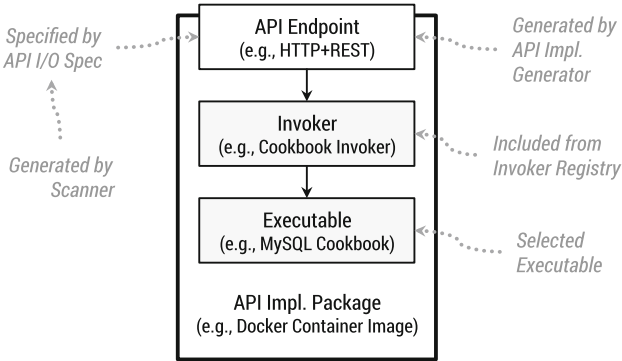 Specified by
API I/O Spec
Generated by
Scanner
API Endpoint
(e.g., HTTP+REST)
Invoker
(e.g., Cookbook Invoker)
Executable
(e.g., MySQL Cookbook)
API Impl. Package
(e.g., Docker Container Image)
Generated by
API Impl.
Generator
Included from
Invoker Registry
Selected
Executable